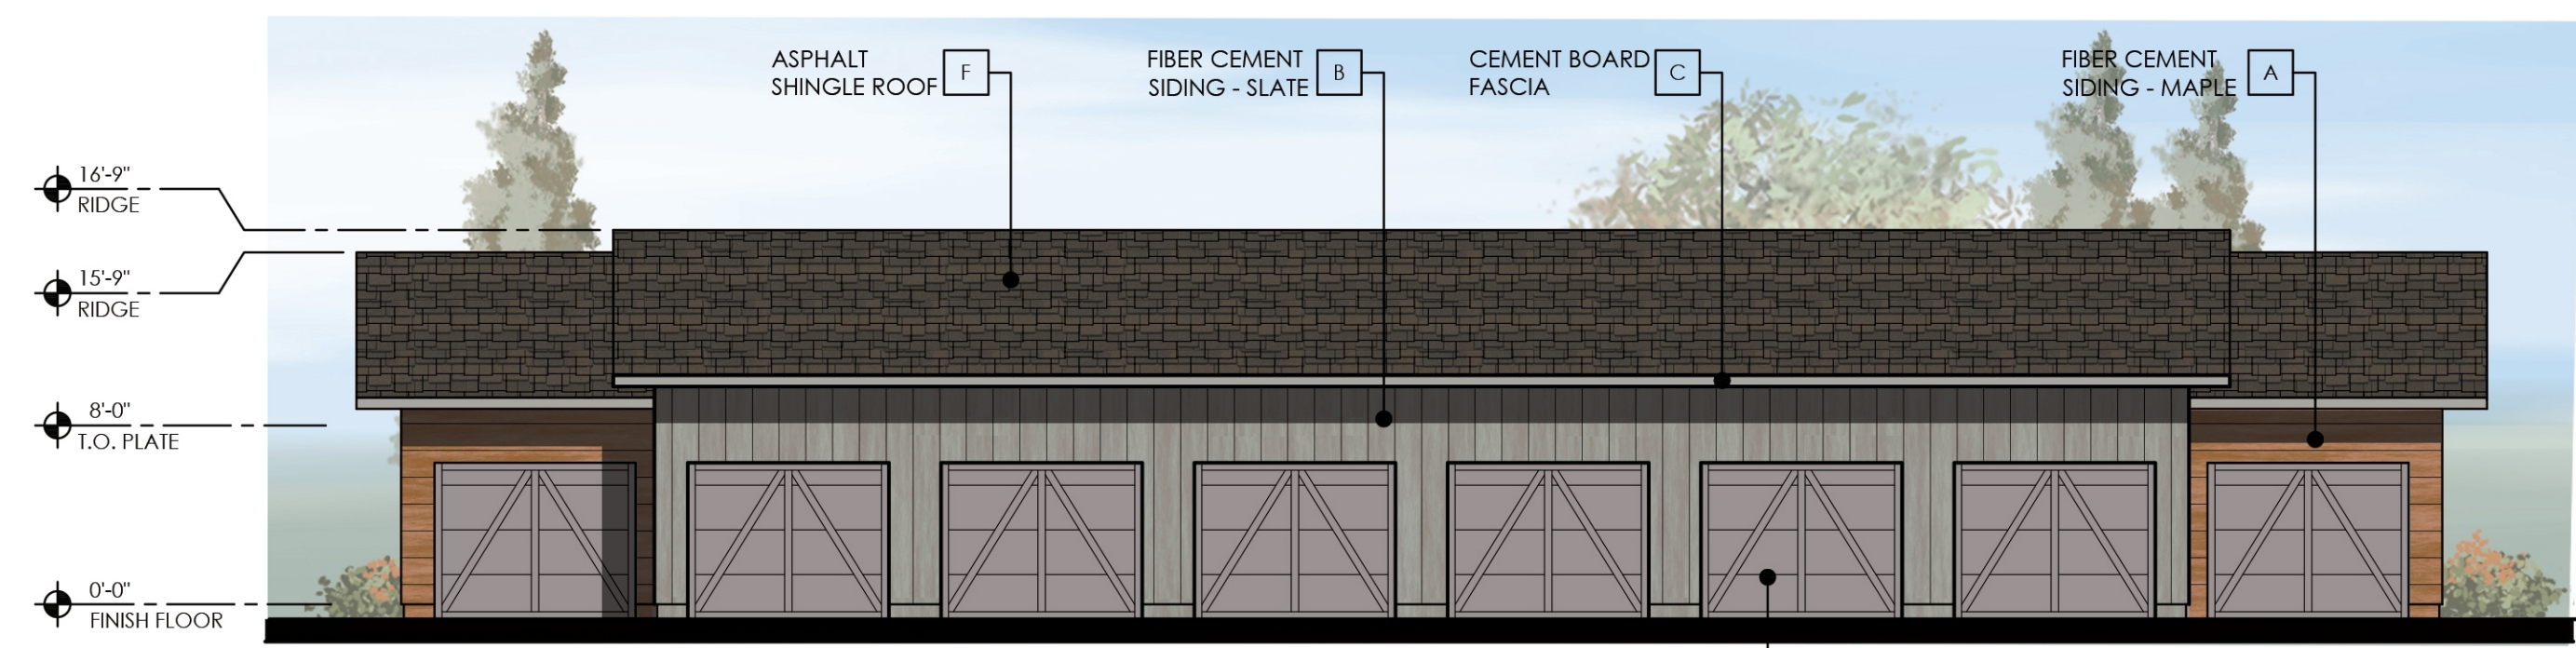 ASPHALT
SHINGLE ROOF
F
FIBER CEMENT
SIDING - SLATE
B
CEMENT BOARD
FASCIA
C
FIBER CEMENT
SIDING - MAPLE
A
16'-9"
RIDGE
15'-9"
RIDGE
8'-0"
T.O. PLATE
0'-0"
FINISH FLOOR